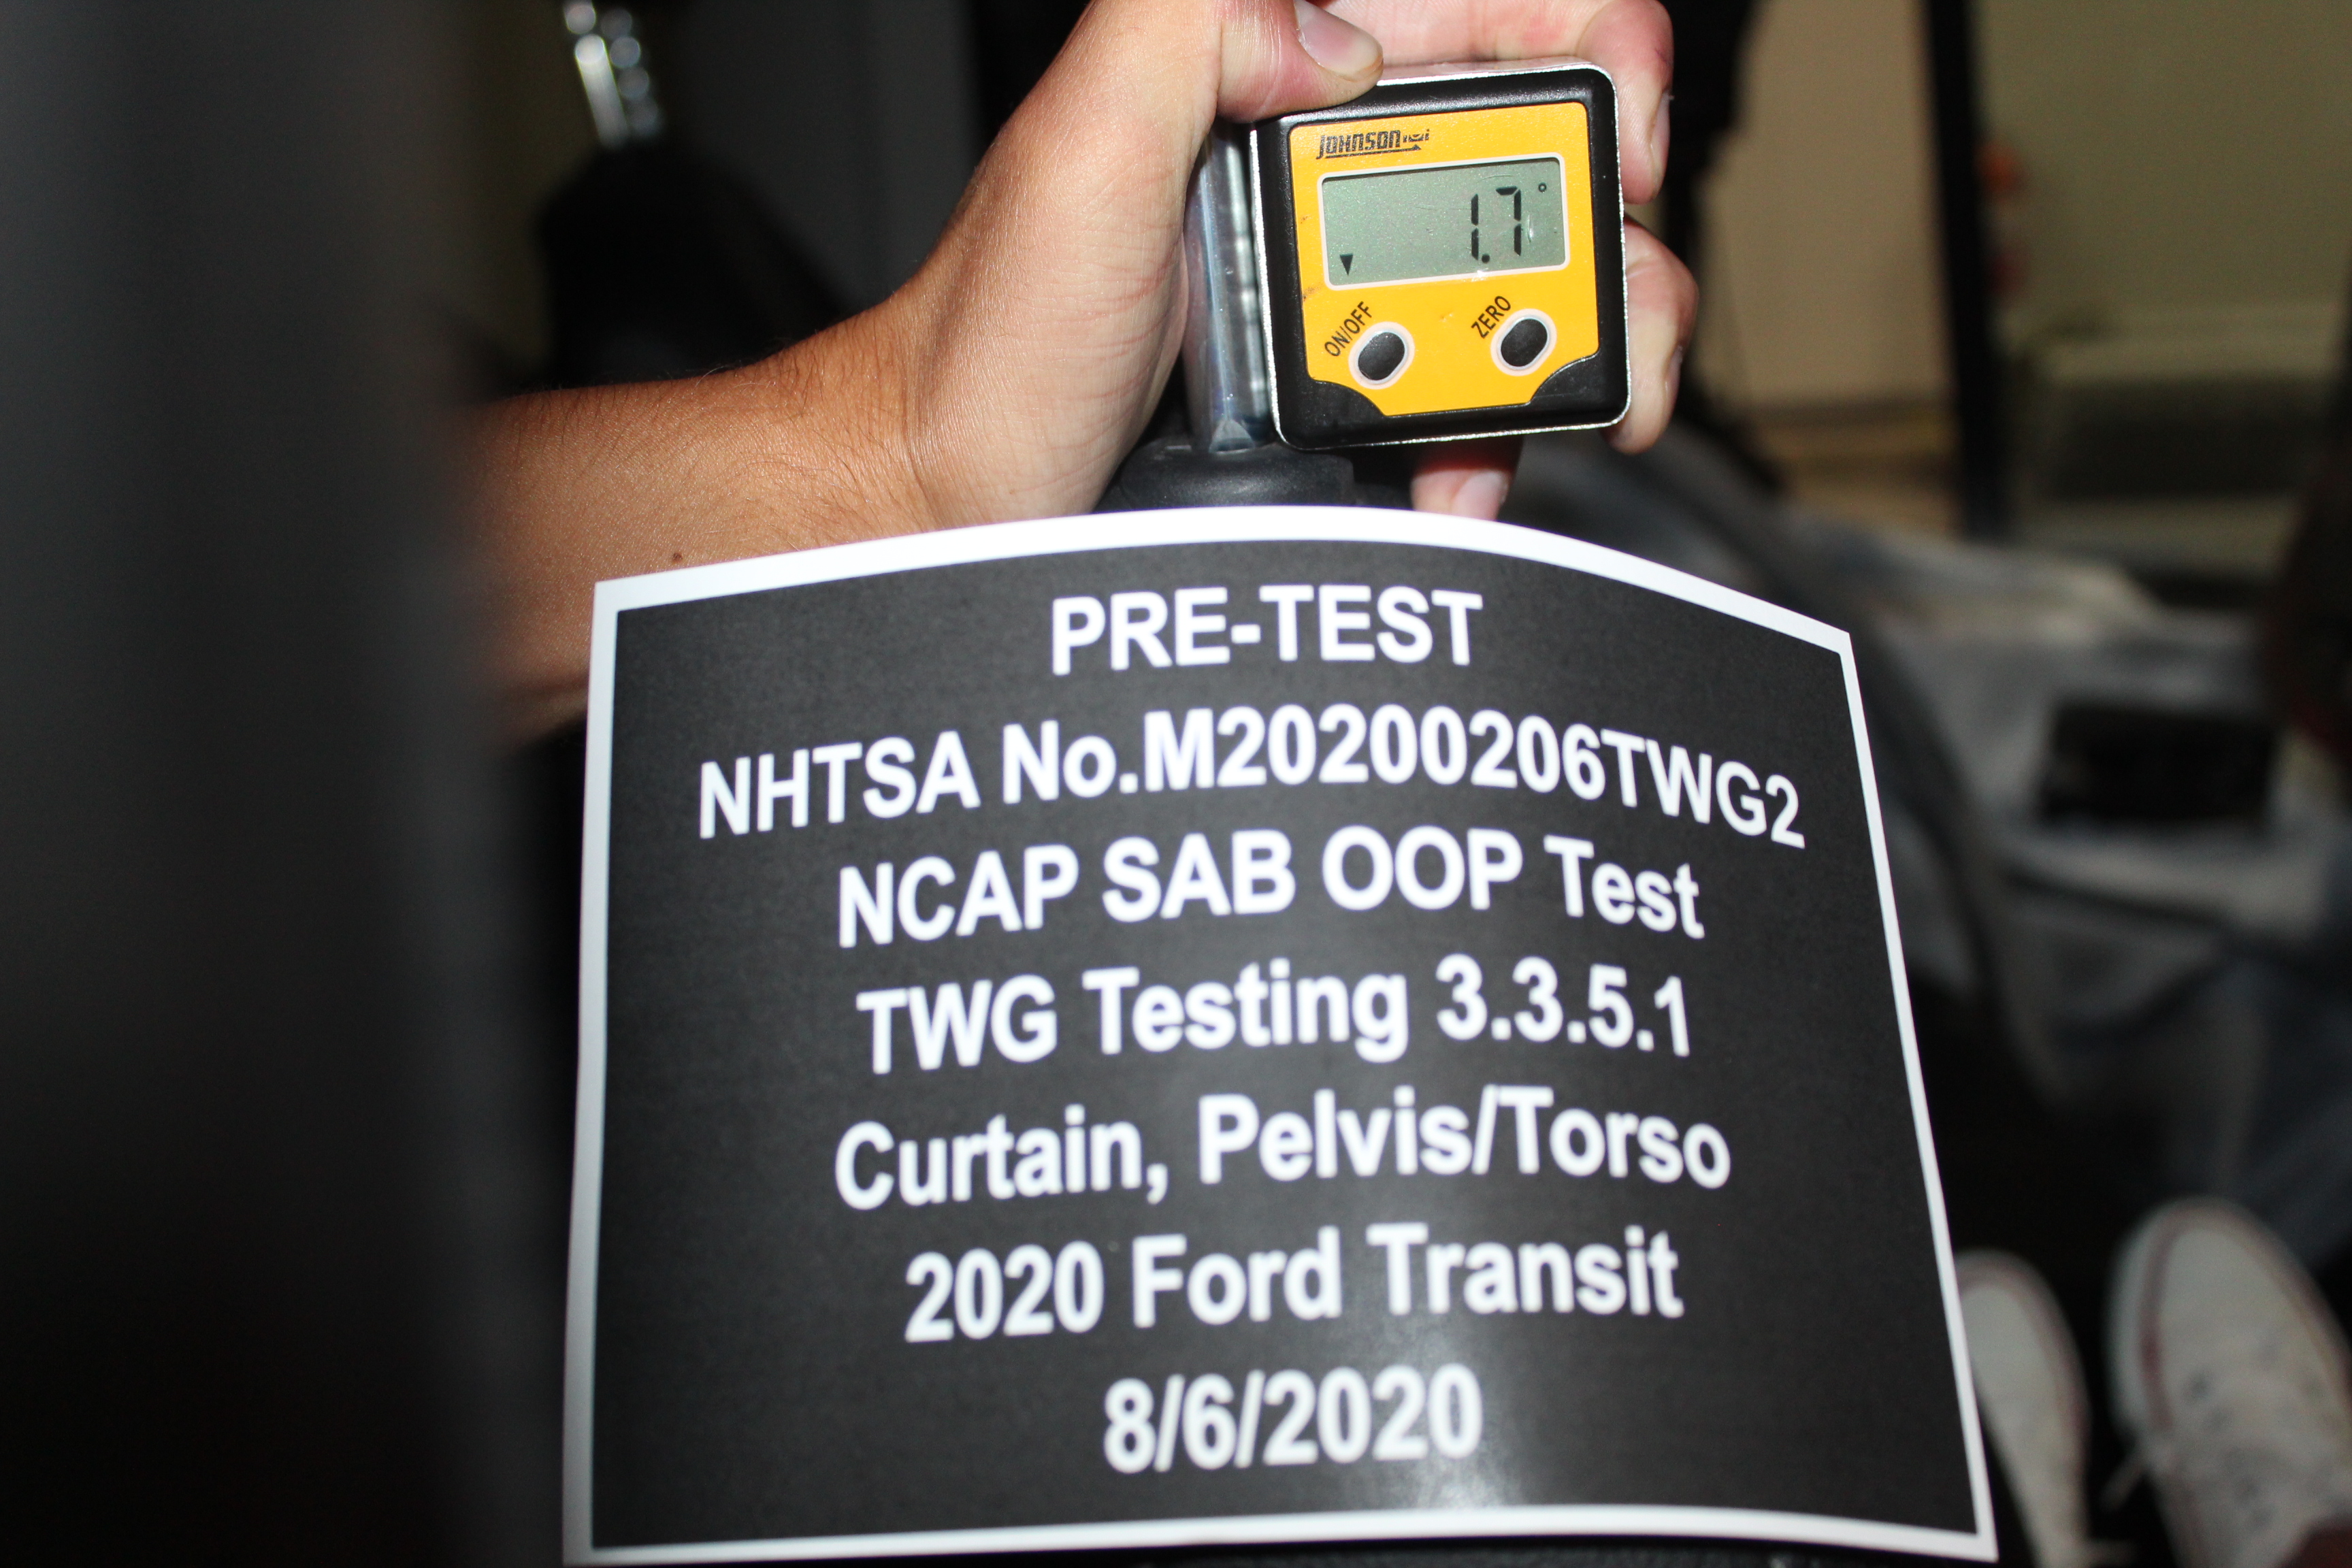 JOHNSON
1.7°
ON/OFF ZERO
PRE-TEST
NHTSA No.M20200206TWG2
NCAP SAB OOP Test
TWG Testing 3.3.5.1
Curtain, Pelvis/Torso
2020 Ford Transit
8/6/2020